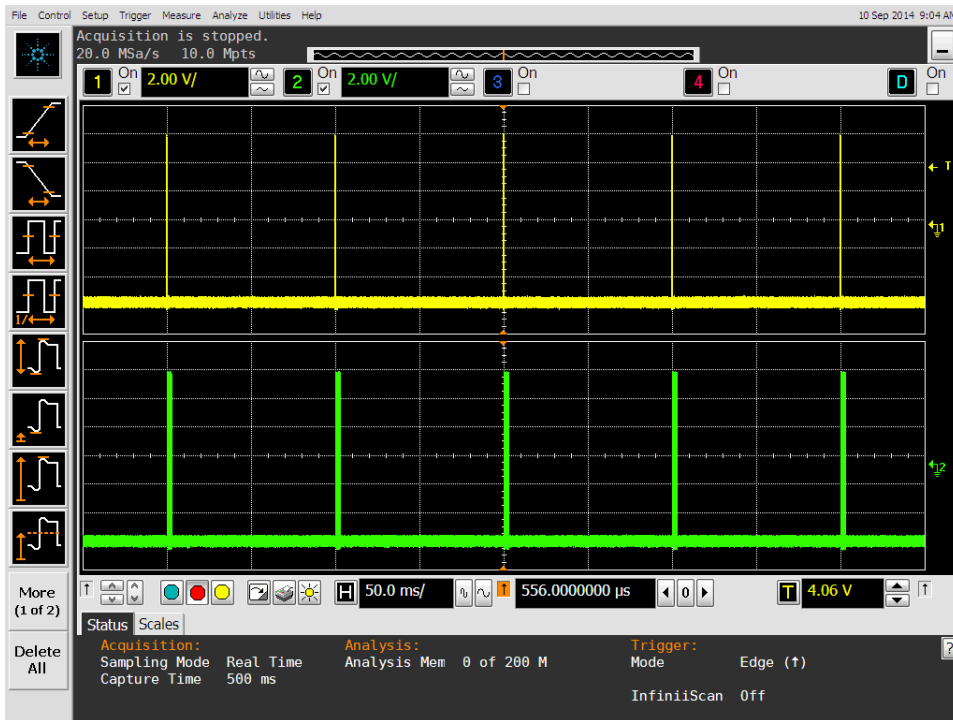 File Control Setup Trigger Measure Analyze Utilities Help 10 Sep 2014 9:04 AM
Acquisition is stopped.
20.0 MSa/s 10.0 Mpts
1 On 2.00 V/ 2 On 2.00 V/ 3 On 4 On D On
T
1
1/
2
H 50.0 ms/ 556.0000000 µs 0 T 4.06 V
More
(1 of 2)
Delete
All
Status Scales
Acquisition: Analysis: Trigger:
Sampling Mode Real Time Analysis Mem 0 of 200 M Mode Edge (↑)
Capture Time 500 ms
InfiniiScan Off
?